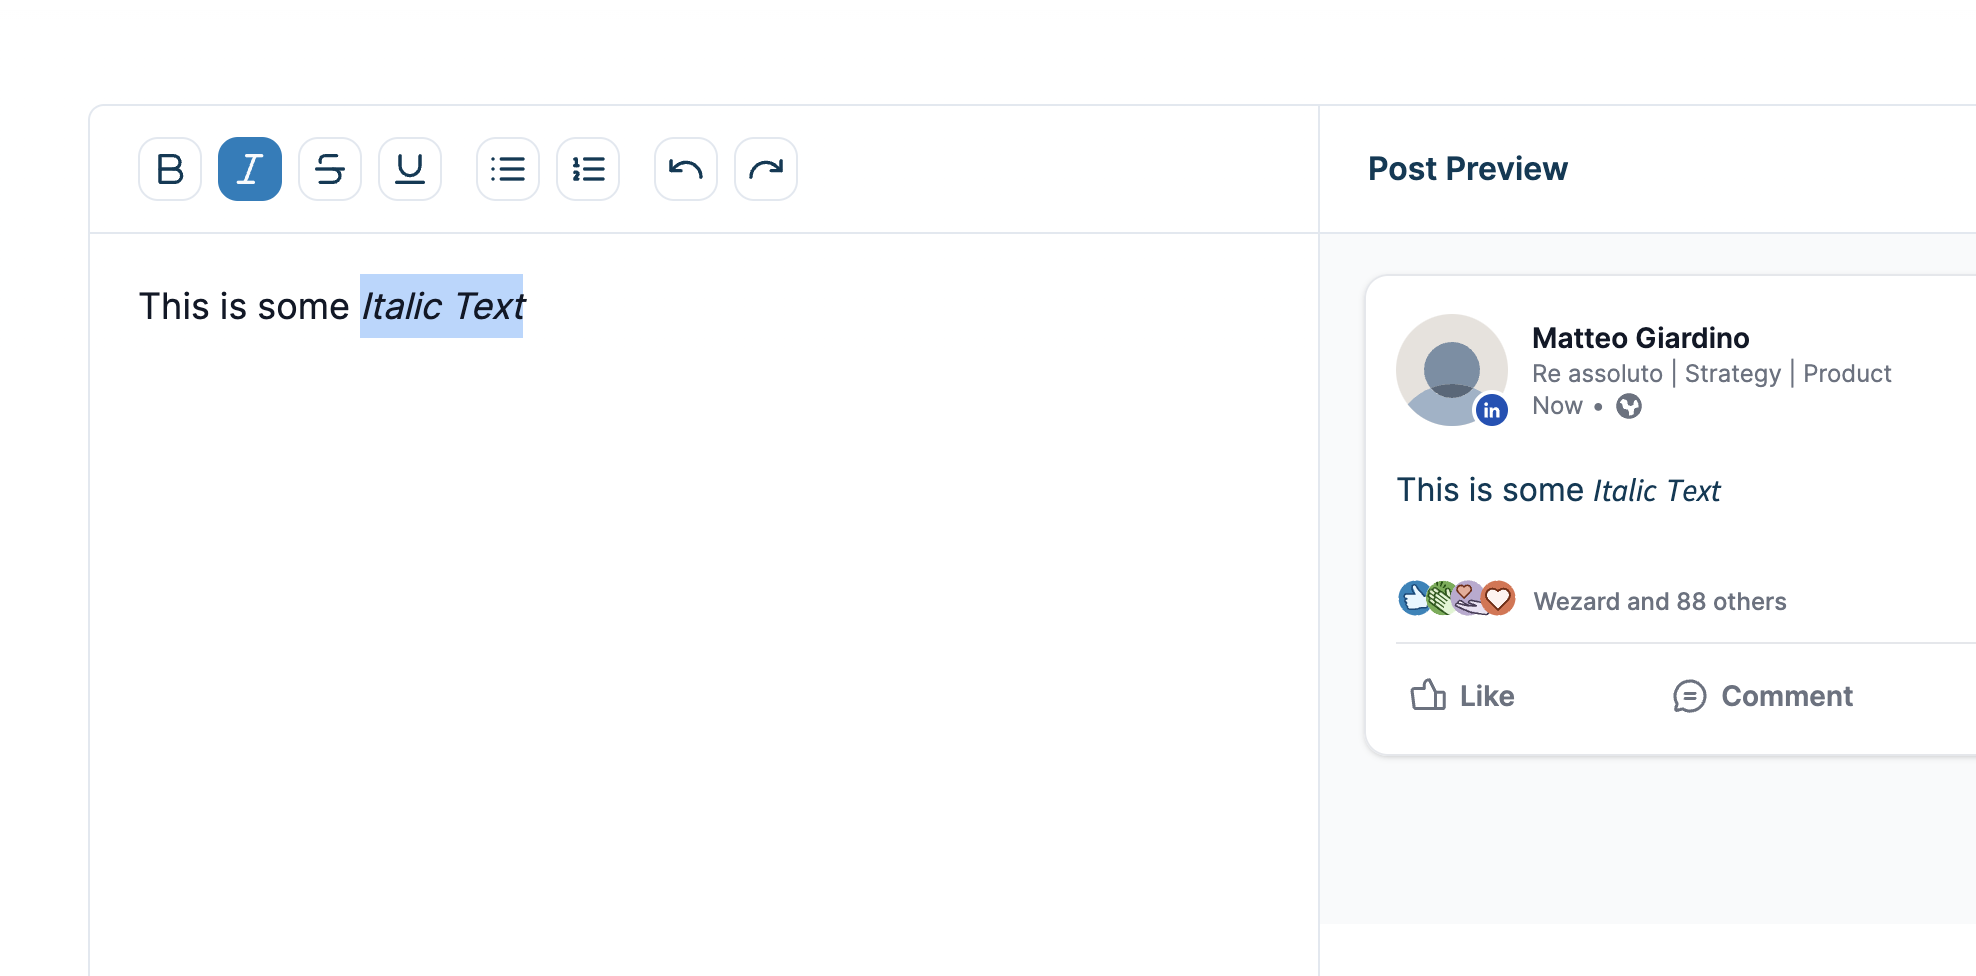 B I S U
Post Preview
This is some Italic Text
Matteo Giardino
Re assoluto | Strategy | Product
Now •
in
This is some Italic Text
Wezard and 88 others
Like
Comment